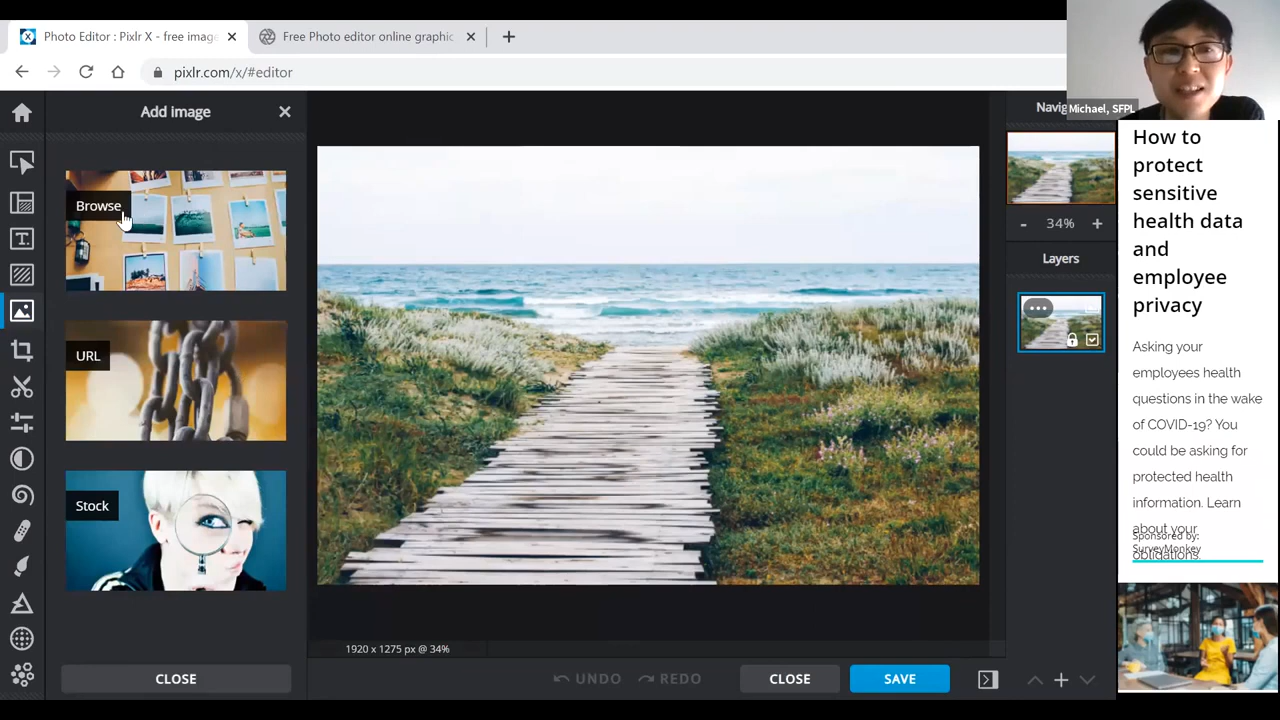 Photo Editor : Pixlr X - free image
Free Photo editor online graphic
pixlr.com/x/#editor
Michael, SFPL
Add image
Browse
URL
Stock
CLOSE
1920 x 1275 px @ 34%
UNDO
REDO
CLOSE
SAVE
Navig
34%
Layers
How to
protect
sensitive
health data
and
employee
privacy
Asking your
employees health
questions in the wake
of COVID-19? You
could be asking for
protected health
information. Learn
about your
obligations.
Sponsored by:
SurveyMonkey